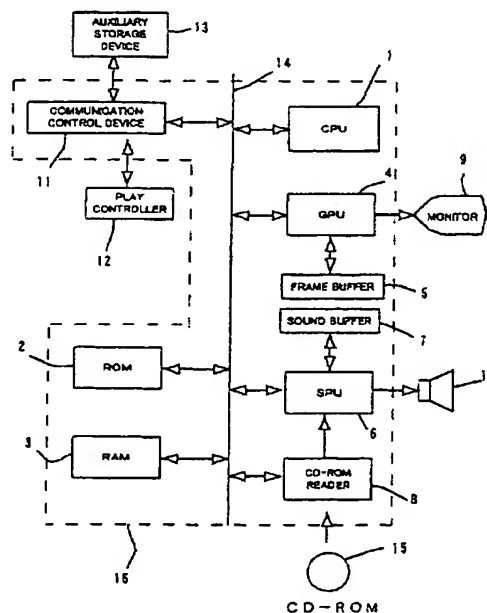 AUXILIARY
STORAGE
DEVICE
13
14
1
COMMUNICATION
CONTROL DEVICE
CPU
11
4
9
PLAY
CONTROLLER
GPU
MONITOR
12
FRAME BUFFER
5
SOUND BUFFER
7
2
ROM
SPU
6
3
RAM
CD-ROM
READER
8
16
15
CD-ROM